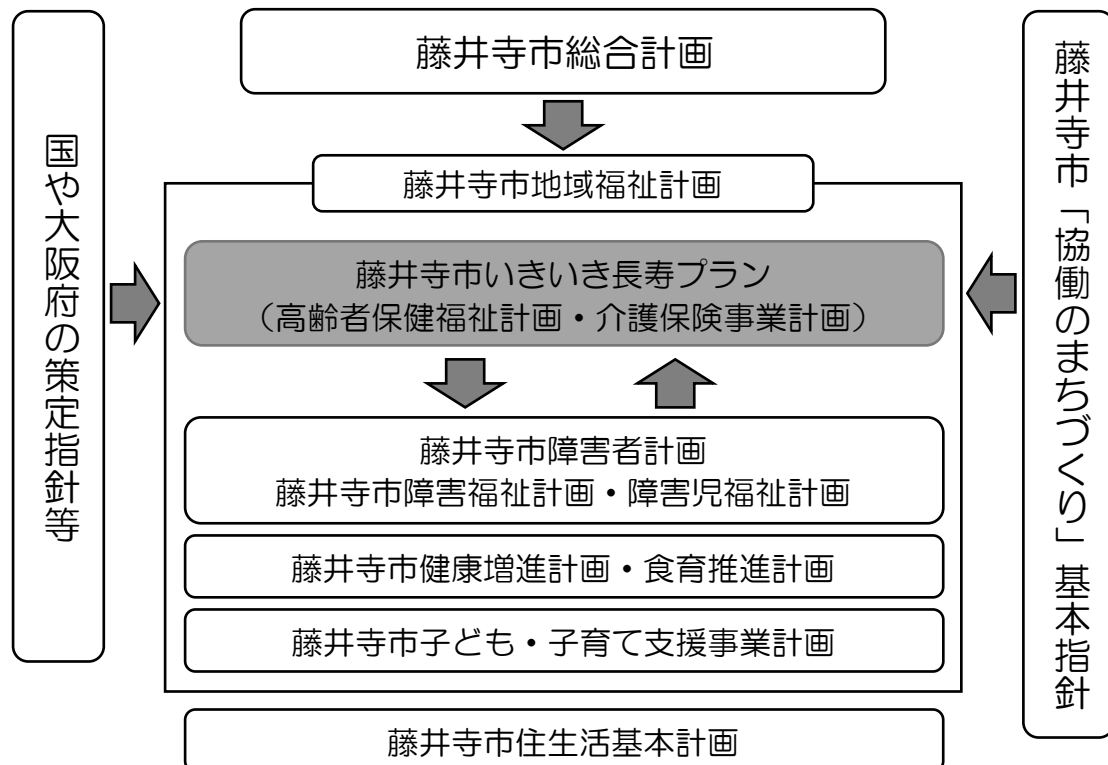 藤井寺市総合計画
国や大阪府の策定指針等
藤井寺市地域福祉計画
藤井寺市いきいき長寿プラン
（高齢者保健福祉計画・介護保険事業計画）
藤井寺市障害者計画
藤井寺市障害福祉計画・障害児福祉計画
藤井寺市健康増進計画・食育推進計画
藤井寺市子ども・子育て支援事業計画
藤井寺市住生活基本計画
藤井寺市「協働のまちづくり」基本指針